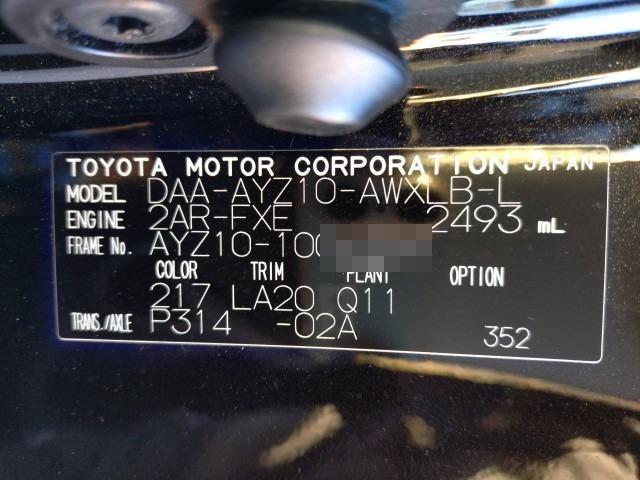 TOYOTA MOTOR CORPORATION JAPAN
MODEL DAA-AYZ10-AWXLB-L
ENGINE 2AR-FXE 2493 mL
FRAME No. AYZ10-10
COLOR TRIM PLANT OPTION
217 LA20 Q11
TRANS./AXLE P314 -02A 352